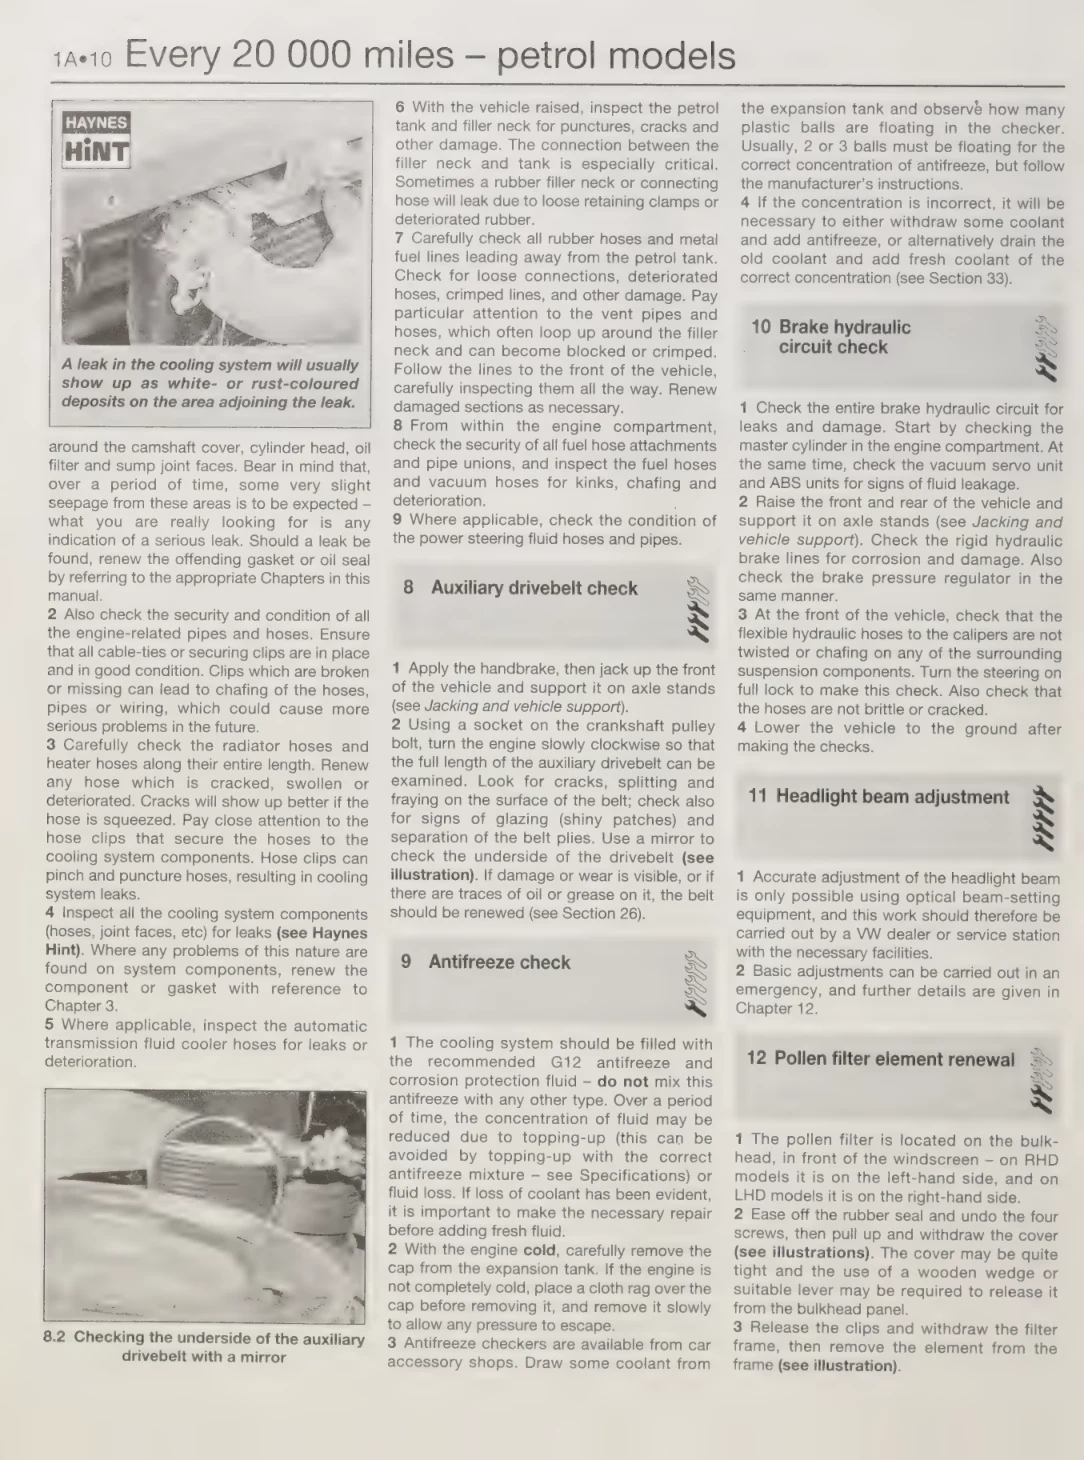 1A•10 Every 20 000 miles – petrol models
HAYNES
HiNT
A leak in the cooling system will usually
show up as white- or rust-coloured
deposits on the area adjoining the leak.
around the camshaft cover, cylinder head, oil
filter and sump joint faces. Bear in mind that,
over a period of time, some very slight
seepage from these areas is to be expected –
what you are really looking for is any
indication of a serious leak. Should a leak be
found, renew the offending gasket or oil seal
by referring to the appropriate Chapters in this
manual.
2 Also check the security and condition of all
the engine-related pipes and hoses. Ensure
that all cable-ties or securing clips are in place
and in good condition. Clips which are broken
or missing can lead to chafing of the hoses,
pipes or wiring, which could cause more
serious problems in the future.
3 Carefully check the radiator hoses and
heater hoses along their entire length. Renew
any hose which is cracked, swollen or
deteriorated. Cracks will show up better if the
hose is squeezed. Pay close attention to the
hose clips that secure the hoses to the
cooling system components. Hose clips can
pinch and puncture hoses, resulting in cooling
system leaks.
4 Inspect all the cooling system components
(hoses, joint faces, etc) for leaks (see Haynes
Hint). Where any problems of this nature are
found on system components, renew the
component or gasket with reference to
Chapter 3.
5 Where applicable, inspect the automatic
transmission fluid cooler hoses for leaks or
deterioration.
8.2 Checking the underside of the auxiliary
drivebelt with a mirror
6 With the vehicle raised, inspect the petrol
tank and filler neck for punctures, cracks and
other damage. The connection between the
filler neck and tank is especially critical.
Sometimes a rubber filler neck or connecting
hose will leak due to loose retaining clamps or
deteriorated rubber.
7 Carefully check all rubber hoses and metal
fuel lines leading away from the petrol tank.
Check for loose connections, deteriorated
hoses, crimped lines, and other damage. Pay
particular attention to the vent pipes and
hoses, which often loop up around the filler
neck and can become blocked or crimped.
Follow the lines to the front of the vehicle,
carefully inspecting them all the way. Renew
damaged sections as necessary.
8 From within the engine compartment,
check the security of all fuel hose attachments
and pipe unions, and inspect the fuel hoses
and vacuum hoses for kinks, chafing and
deterioration.
9 Where applicable, check the condition of
the power steering fluid hoses and pipes.
8 Auxiliary drivebelt check
1 Apply the handbrake, then jack up the front
of the vehicle and support it on axle stands
(see Jacking and vehicle support).
2 Using a socket on the crankshaft pulley
bolt, turn the engine slowly clockwise so that
the full length of the auxiliary drivebelt can be
examined. Look for cracks, splitting and
fraying on the surface of the belt; check also
for signs of glazing (shiny patches) and
separation of the belt plies. Use a mirror to
check the underside of the drivebelt (see
illustration). If damage or wear is visible, or if
there are traces of oil or grease on it, the belt
should be renewed (see Section 26).
9 Antifreeze check
1 The cooling system should be filled with
the recommended G12 antifreeze and
corrosion protection fluid – do not mix this
antifreeze with any other type. Over a period
of time, the concentration of fluid may be
reduced due to topping-up (this can be
avoided by topping-up with the correct
antifreeze mixture – see Specifications) or
fluid loss. If loss of coolant has been evident,
it is important to make the necessary repair
before adding fresh fluid.
2 With the engine cold, carefully remove the
cap from the expansion tank. If the engine is
not completely cold, place a cloth rag over the
cap before removing it, and remove it slowly
to allow any pressure to escape.
3 Antifreeze checkers are available from car
accessory shops. Draw some coolant from
the expansion tank and observe how many
plastic balls are floating in the checker.
Usually, 2 or 3 balls must be floating for the
correct concentration of antifreeze, but follow
the manufacturer's instructions.
4 If the concentration is incorrect, it will be
necessary to either withdraw some coolant
and add antifreeze, or alternatively drain the
old coolant and add fresh coolant of the
correct concentration (see Section 33).
10 Brake hydraulic
circuit check
1 Check the entire brake hydraulic circuit for
leaks and damage. Start by checking the
master cylinder in the engine compartment. At
the same time, check the vacuum servo unit
and ABS units for signs of fluid leakage.
2 Raise the front and rear of the vehicle and
support it on axle stands (see Jacking and
vehicle support). Check the rigid hydraulic
brake lines for corrosion and damage. Also
check the brake pressure regulator in the
same manner.
3 At the front of the vehicle, check that the
flexible hydraulic hoses to the calipers are not
twisted or chafing on any of the surrounding
suspension components. Turn the steering on
full lock to make this check. Also check that
the hoses are not brittle or cracked.
4 Lower the vehicle to the ground after
making the checks.
11 Headlight beam adjustment
1 Accurate adjustment of the headlight beam
is only possible using optical beam-setting
equipment, and this work should therefore be
carried out by a VW dealer or service station
with the necessary facilities.
2 Basic adjustments can be carried out in an
emergency, and further details are given in
Chapter 12.
12 Pollen filter element renewal
1 The pollen filter is located on the bulk-
head, in front of the windscreen – on RHD
models it is on the left-hand side, and on
LHD models it is on the right-hand side.
2 Ease off the rubber seal and undo the four
screws, then pull up and withdraw the cover
(see illustrations). The cover may be quite
tight and the use of a wooden wedge or
suitable lever may be required to release it
from the bulkhead panel.
3 Release the clips and withdraw the filter
frame, then remove the element from the
frame (see illustration).